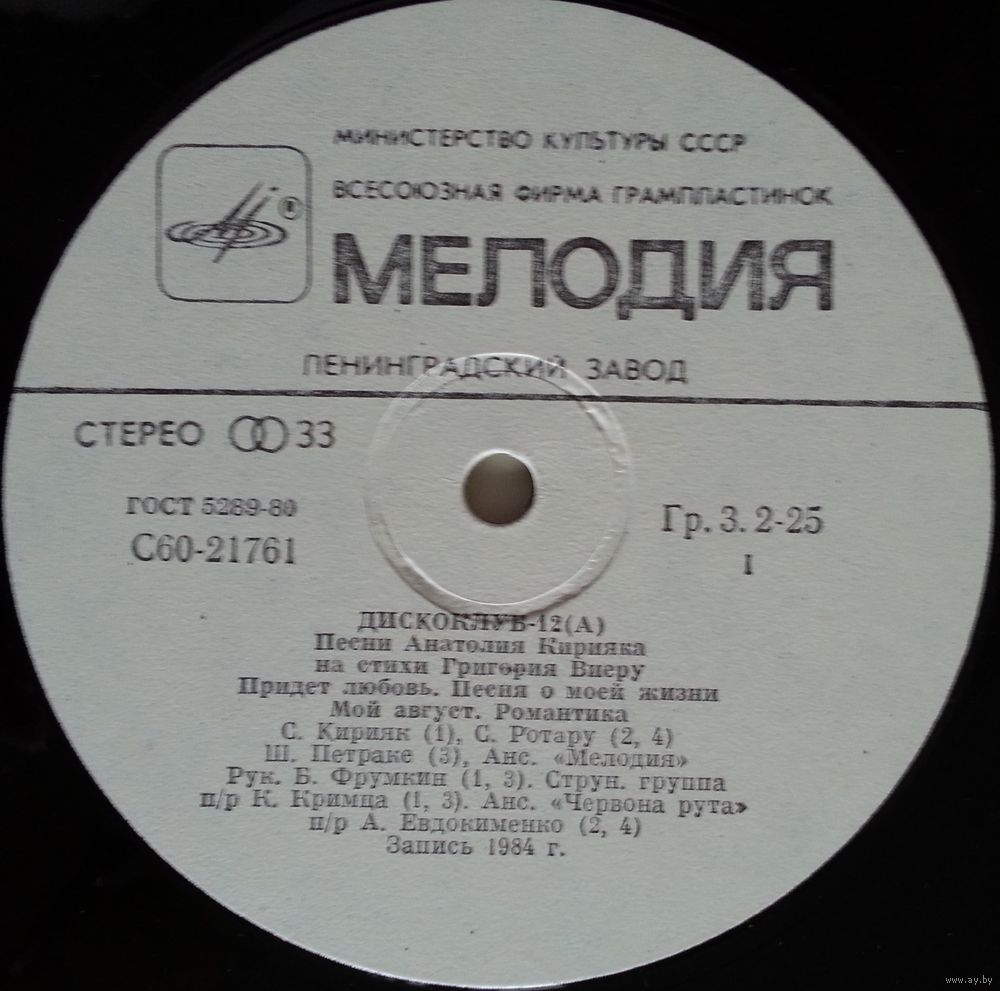 МИНИСТЕРСТВО КУЛЬТУРЫ СССР
ВСЕСОЮЗНАЯ ФИРМА ГРАМПЛАСТИНОК
®
МЕЛОДИЯ
ЛЕНИНГРАДСКИЙ ЗАВОД
СТЕРЕО 33
ГОСТ 5289-80
С60-21761
Гр. 3. 2-25
I
ДИСКОКЛУБ-12(А)
Песни Анатолия Кирияка
на стихи Григория Виеру
Придет любовь. Песня о моей жизни
Мой август. Романтика
С. Кирияк (1), С. Ротару (2, 4)
Ш. Петраке (3), Анс. «Мелодия»
Рук. Б. Фрумкин (1, 3). Струн. группа
п/р К. Кримца (1, 3). Анс. «Червона рута»
п/р А. Евдокименко (2, 4)
Запись 1984 г.
www.ay.by